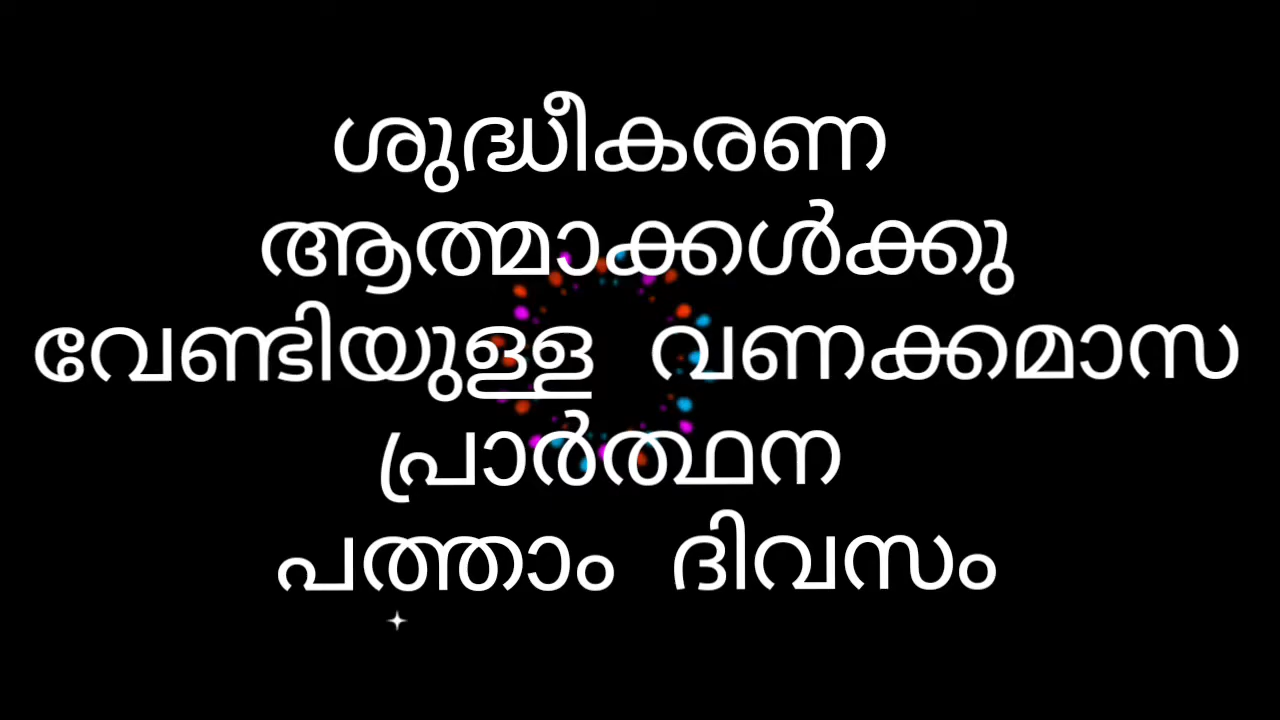 ശുദ്ധീകരണ
ആത്മാക്കൾക്കു
വേണ്ടിയുള്ള വണക്കമാസ
പ്രാർത്ഥന
പത്താം ദിവസം